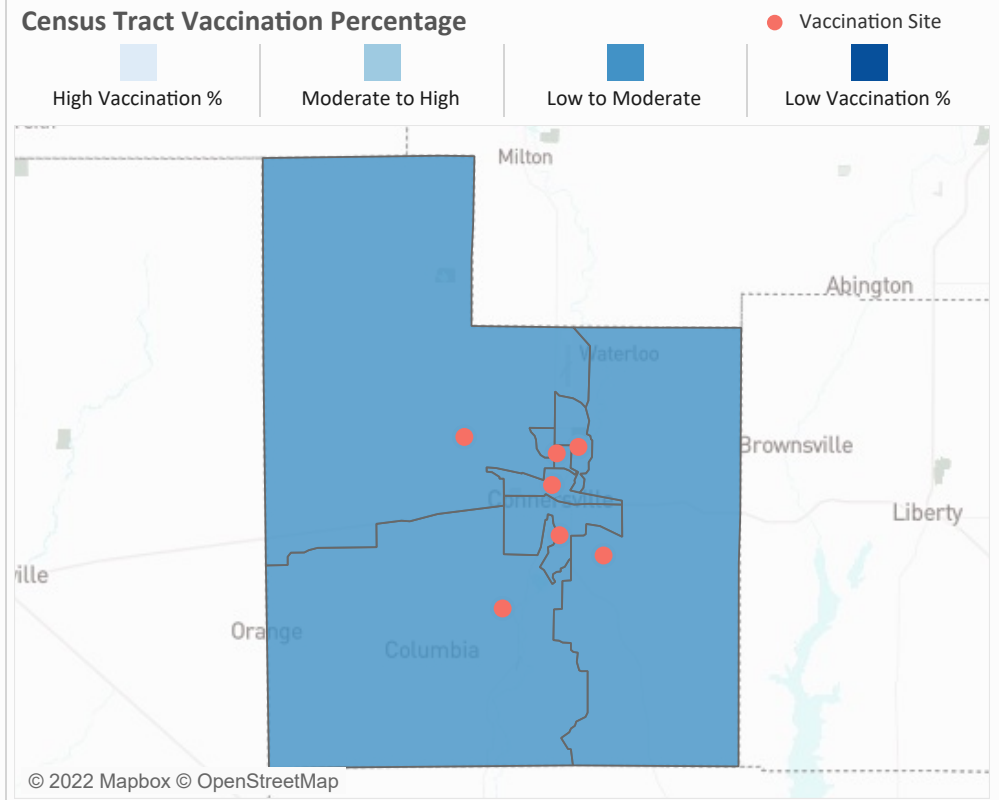 Census Tract Vaccination Percentage
Vaccination Site
High Vaccination %
Moderate to High
Low to Moderate
Low Vaccination %
Milton
Abington
Waterloo
Brownsville
Connersville
Liberty
ville
Orange
Columbia
© 2022 Mapbox © OpenStreetMap